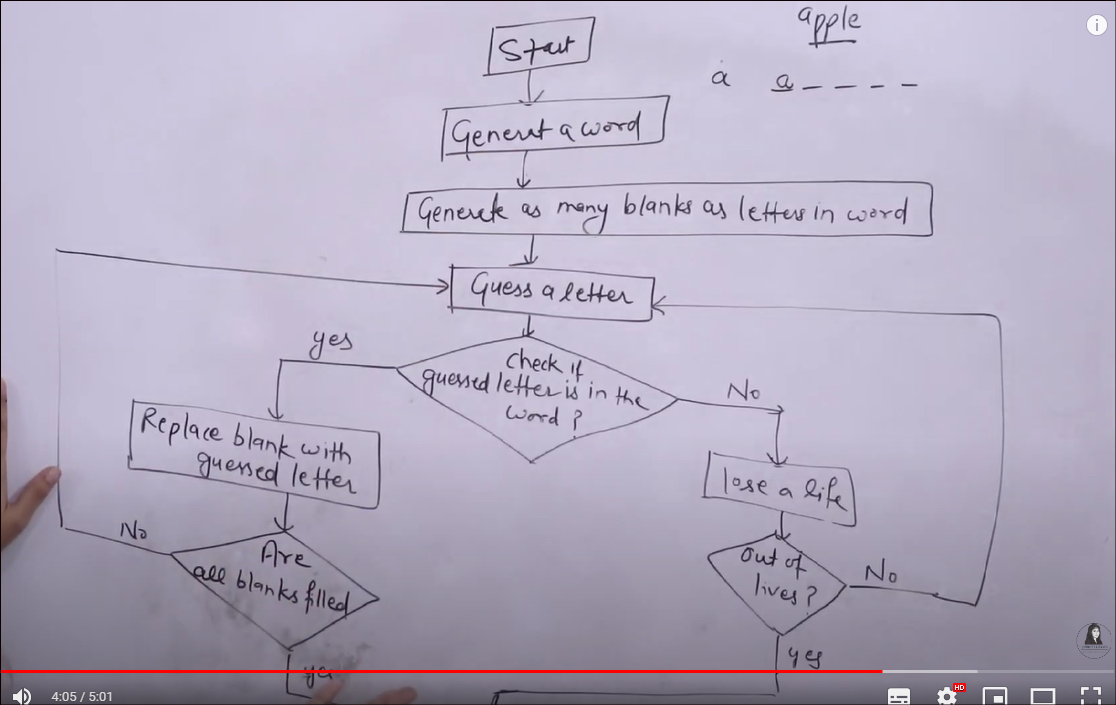 apple
Start
a a _ _ _ _
Generat a word
Generate as many blanks as letters in word
Guess a letter
yes
Check if
guessed letter is in the
word ?
No
Replace blank with
guessed letter
lose a life
No
Are
all blanks filled
Out of
lives?
No
yes
yes
4:05 / 5:01
HD